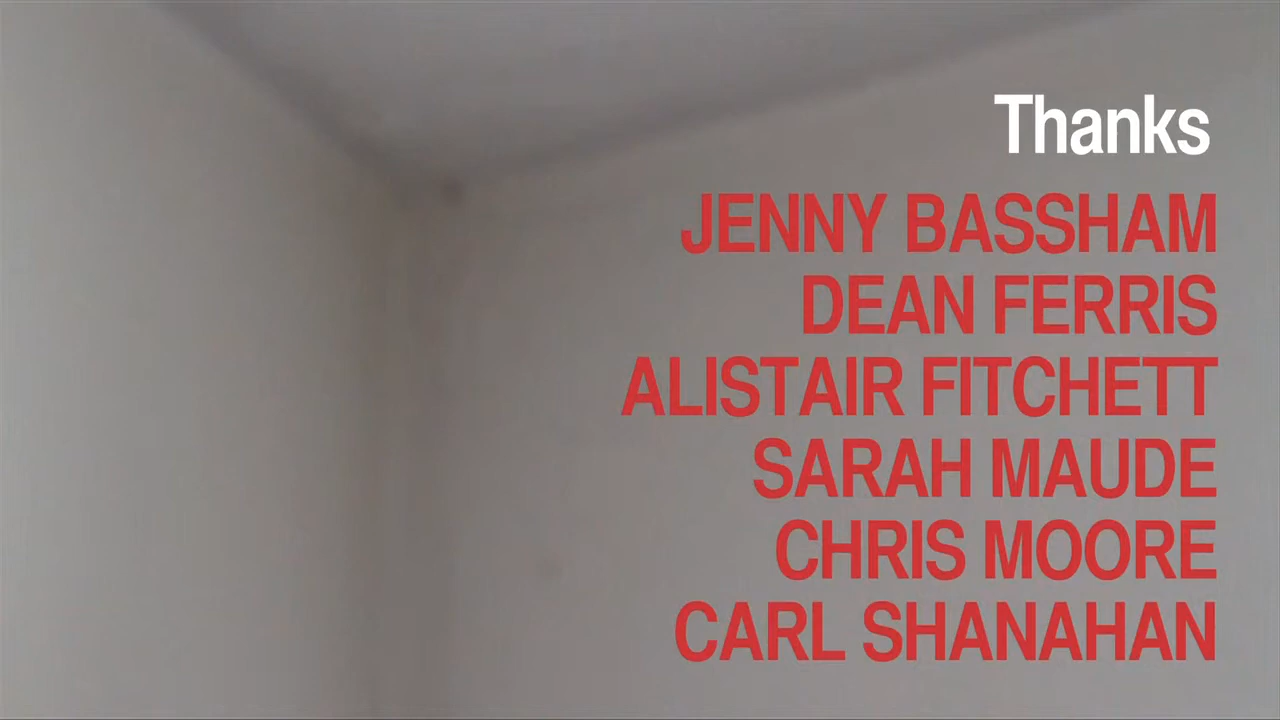 Thanks
JENNY BASSHAM
DEAN FERRIS
ALISTAIR FITCHETT
SARAH MAUDE
CHRIS MOORE
CARL SHANAHAN